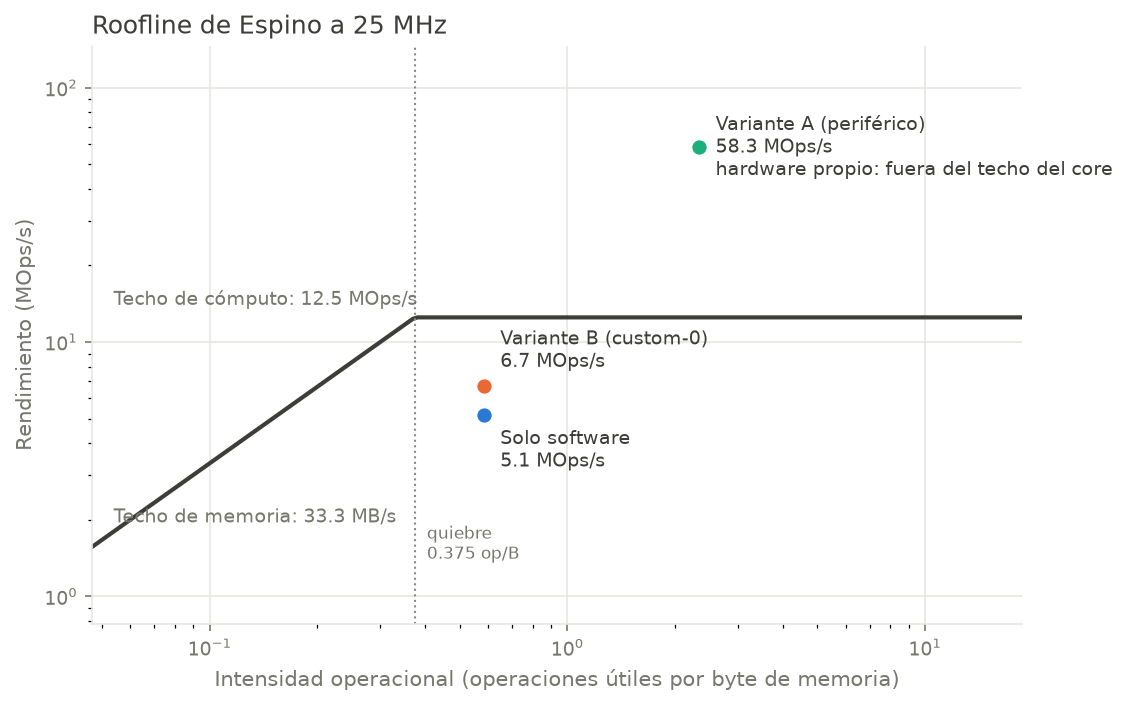 Roofline de Espino a 25 MHz
Rendimiento (MOps/s)
10²
10¹
10⁰
Variante A (periférico)
58.3 MOps/s
hardware propio: fuera del techo del core
Techo de cómputo: 12.5 MOps/s
Variante B (custom-0)
6.7 MOps/s
Solo software
5.1 MOps/s
Techo de memoria: 33.3 MB/s
quiebre
0.375 op/B
10⁻¹
10⁰
10¹
Intensidad operacional (operaciones útiles por byte de memoria)